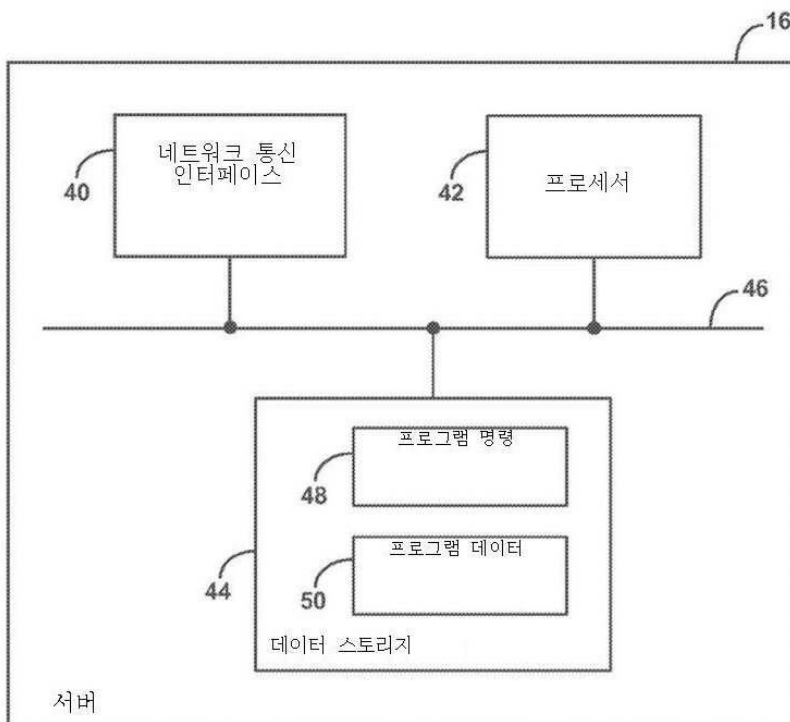 16
네트워크 통신
인터페이스
40
프로세서
42
46
프로그램 명령
48
프로그램 데이터
50
44
데이터 스토리지
서버